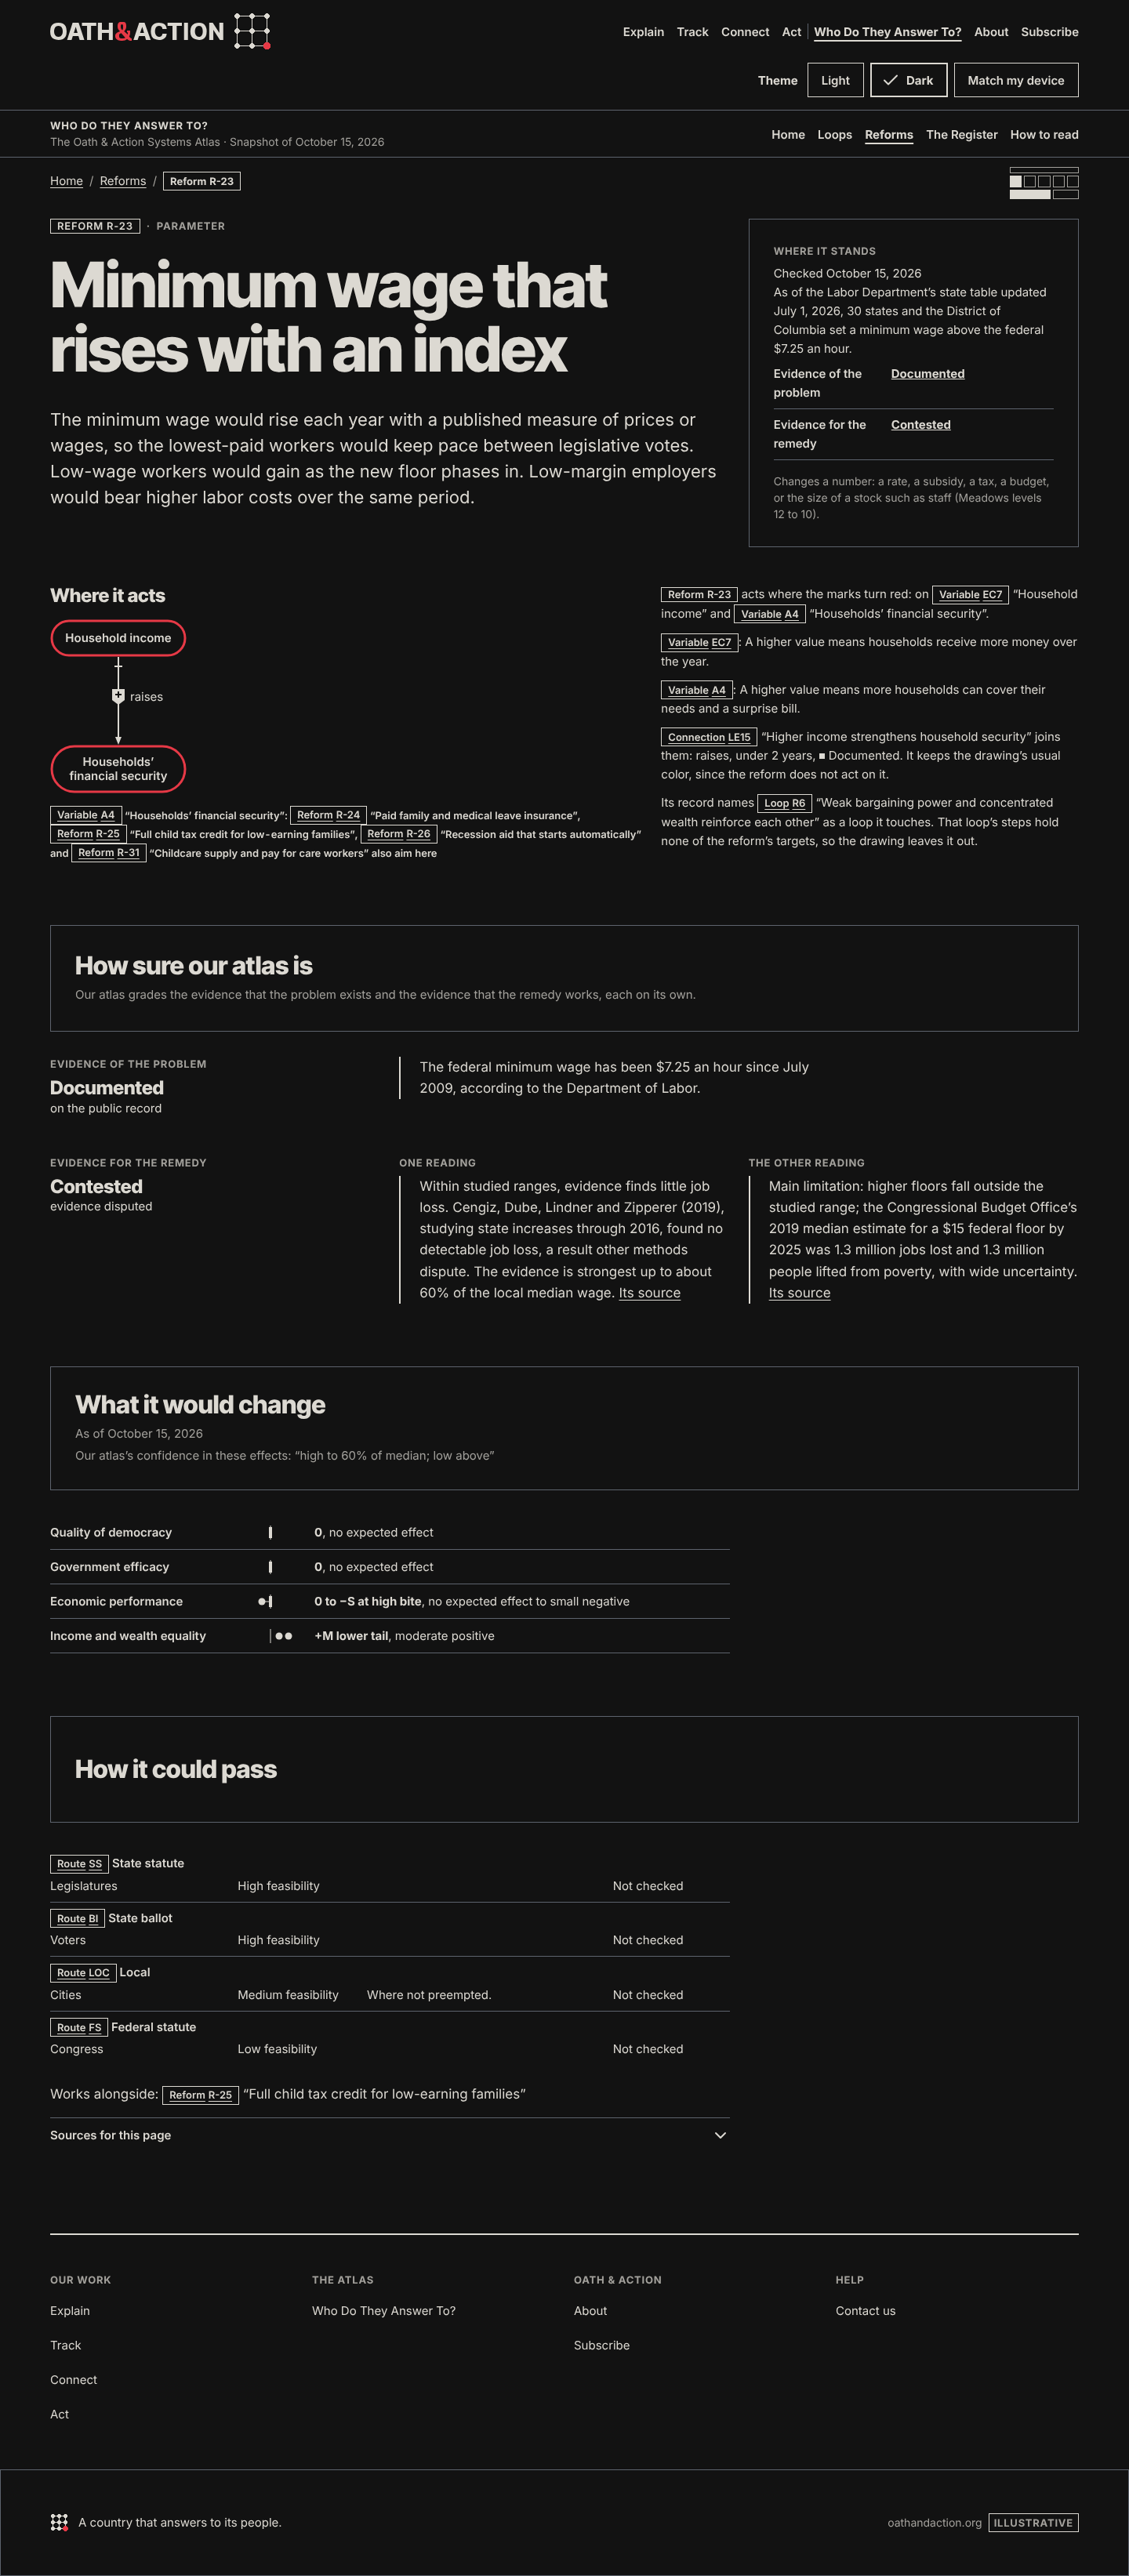 OATH&ACTION
Explain Track Connect Act Who Do They Answer To? About Subscribe
Theme Light Dark Match my device
WHO DO THEY ANSWER TO?
The Oath & Action Systems Atlas · Snapshot of October 15, 2026
Home Loops Reforms The Register How to read
Home / Reforms / Reform R-23
REFORM R-23 · PARAMETER
Minimum wage that
rises with an index
The minimum wage would rise each year with a published measure of prices or
wages, so the lowest-paid workers would keep pace between legislative votes.
Low-wage workers would gain as the new floor phases in. Low-margin employers
would bear higher labor costs over the same period.
WHERE IT STANDS
Checked October 15, 2026
As of the Labor Department’s state table updated
July 1, 2026, 30 states and the District of
Columbia set a minimum wage above the federal
$7.25 an hour.
Evidence of the problem Documented
Evidence for the remedy Contested
Changes a number: a rate, a subsidy, a tax, a budget,
or the size of a stock such as staff (Meadows levels
12 to 10).
Where it acts
Household income
raises
Households’
financial security
Variable A4 “Households’ financial security”: Reform R-24 “Paid family and medical leave insurance”,
Reform R-25 “Full child tax credit for low-earning families”, Reform R-26 “Recession aid that starts automatically”
and Reform R-31 “Childcare supply and pay for care workers” also aim here
Reform R-23 acts where the marks turn red: on Variable EC7 “Household
income” and Variable A4 “Households’ financial security”.
Variable EC7: A higher value means households receive more money over
the year.
Variable A4: A higher value means more households can cover their
needs and a surprise bill.
Connection LE15 “Higher income strengthens household security” joins
them: raises, under 2 years, ■ Documented. It keeps the drawing’s usual
color, since the reform does not act on it.
Its record names Loop R6 “Weak bargaining power and concentrated
wealth reinforce each other” as a loop it touches. That loop’s steps hold
none of the reform’s targets, so the drawing leaves it out.
How sure our atlas is
Our atlas grades the evidence that the problem exists and the evidence that the remedy works, each on its own.
EVIDENCE OF THE PROBLEM
Documented
on the public record
The federal minimum wage has been $7.25 an hour since July
2009, according to the Department of Labor.
EVIDENCE FOR THE REMEDY
Contested
evidence disputed
ONE READING
Within studied ranges, evidence finds little job
loss. Cengiz, Dube, Lindner and Zipperer (2019),
studying state increases through 2016, found no
detectable job loss, a result other methods
dispute. The evidence is strongest up to about
60% of the local median wage. Its source
THE OTHER READING
Main limitation: higher floors fall outside the
studied range; the Congressional Budget Office’s
2019 median estimate for a $15 federal floor by
2025 was 1.3 million jobs lost and 1.3 million
people lifted from poverty, with wide uncertainty.
Its source
What it would change
As of October 15, 2026
Our atlas’s confidence in these effects: “high to 60% of median; low above”
Quality of democracy 0, no expected effect
Government efficacy 0, no expected effect
Economic performance 0 to −S at high bite, no expected effect to small negative
Income and wealth equality +M lower tail, moderate positive
How it could pass
Route SS State statute
Legislatures High feasibility Not checked
Route BI State ballot
Voters High feasibility Not checked
Route LOC Local
Cities Medium feasibility Where not preempted. Not checked
Route FS Federal statute
Congress Low feasibility Not checked
Works alongside: Reform R-25 “Full child tax credit for low-earning families”
Sources for this page
OUR WORK
Explain
Track
Connect
Act
THE ATLAS
Who Do They Answer To?
OATH & ACTION
About
Subscribe
HELP
Contact us
A country that answers to its people.
oathandaction.org ILLUSTRATIVE